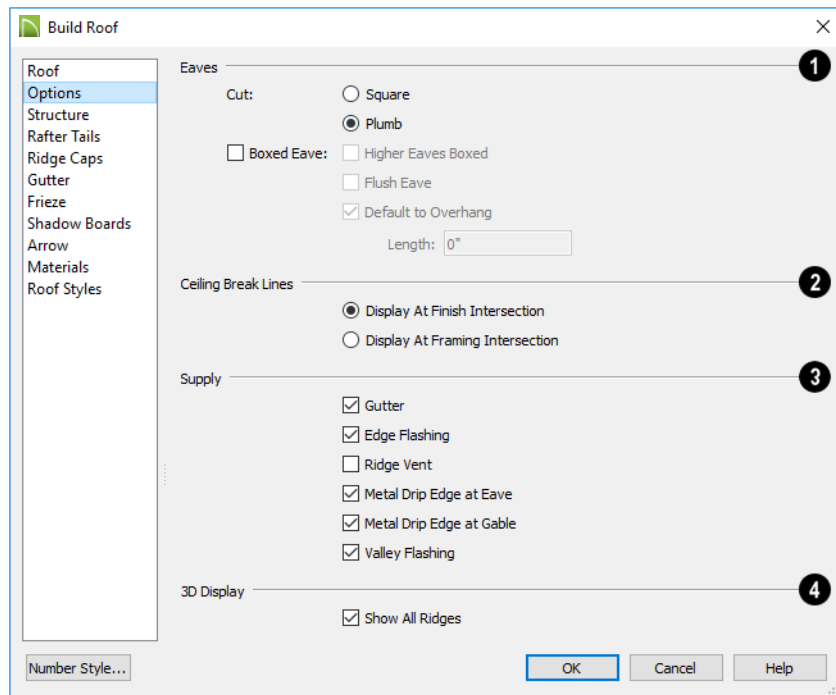 Build Roof
Roof
Options
Structure
Rafter Tails
Ridge Caps
Gutter
Frieze
Shadow Boards
Arrow
Materials
Roof Styles
Eaves 1
Cut: Square
Plumb
Boxed Eave: Higher Eaves Boxed
Flush Eave
Default to Overhang
Length: 0"
Ceiling Break Lines 2
Display At Finish Intersection
Display At Framing Intersection
Supply 3
Gutter
Edge Flashing
Ridge Vent
Metal Drip Edge at Eave
Metal Drip Edge at Gable
Valley Flashing
3D Display 4
Show All Ridges
Number Style... OK Cancel Help